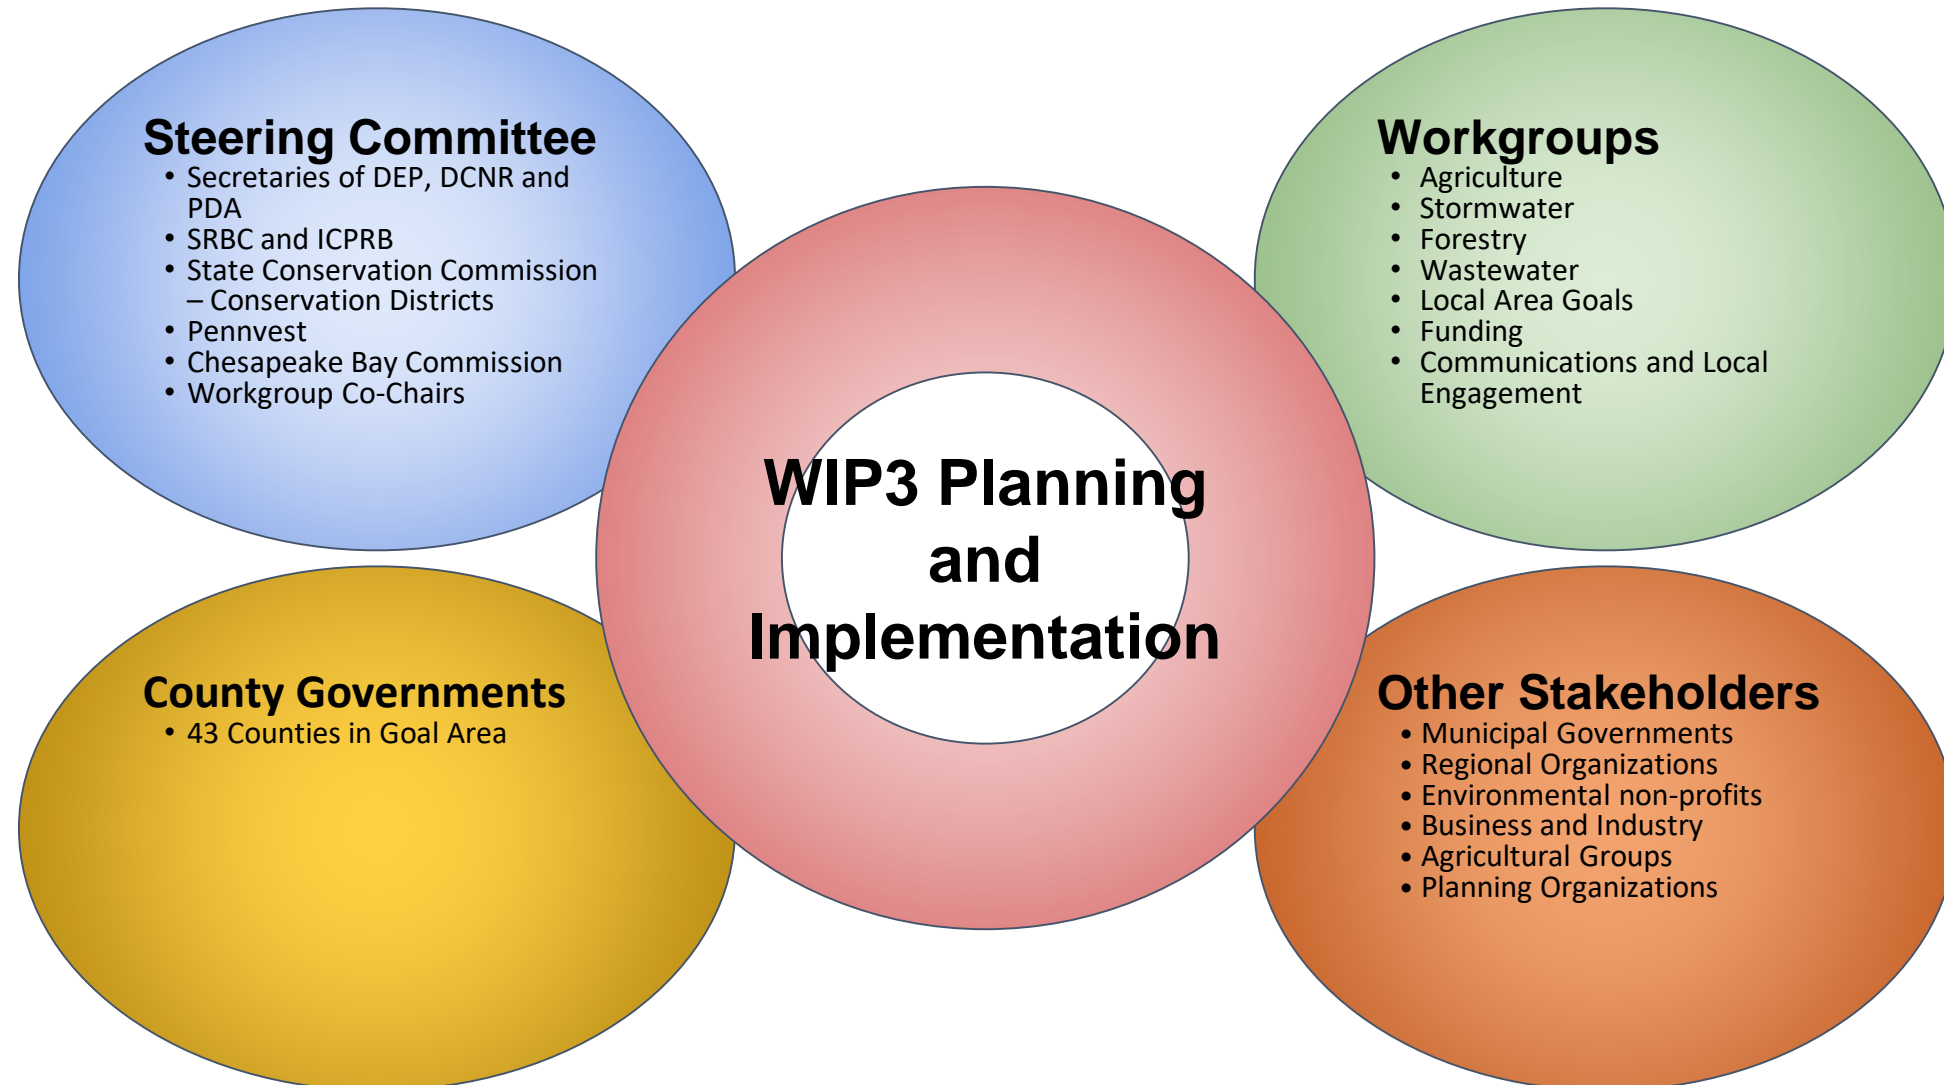 Steering Committee
• Secretaries of DEP, DCNR and
PDA
• SRBC and ICPRB
• State Conservation Commission
– Conservation Districts
• Pennvest
• Chesapeake Bay Commission
• Workgroup Co-Chairs
Workgroups
• Agriculture
• Stormwater
• Forestry
• Wastewater
• Local Area Goals
• Funding
• Communications and Local
Engagement
WIP3 Planning
and
Implementation
County Governments
• 43 Counties in Goal Area
Other Stakeholders
• Municipal Governments
• Regional Organizations
• Environmental non-profits
• Business and Industry
• Agricultural Groups
• Planning Organizations